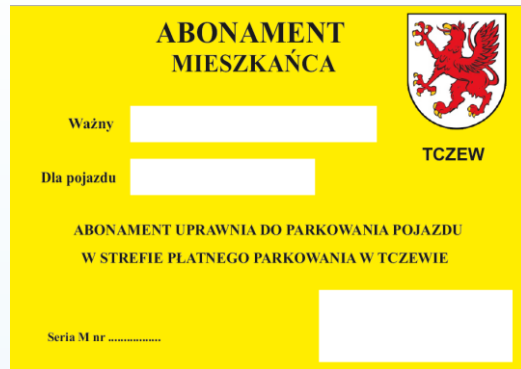 ABONAMENT
MIESZKAŃCA
Ważny
TCZEW
Dla pojazdu
ABONAMENT UPRAWNIA DO PARKOWANIA POJAZDU
W STREFIE PŁATNEGO PARKOWANIA W TCZEWIE
Seria M nr ................